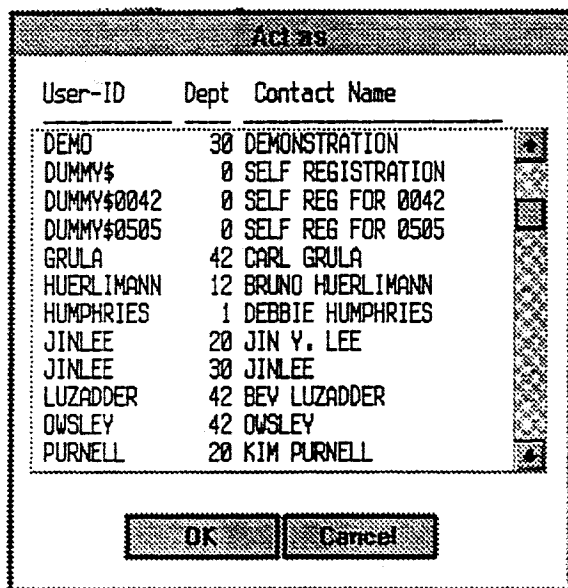 Act as
User-ID Dept Contact Name
DEMO 30 DEMONSTRATION
DUMMY$ 0 SELF REGISTRATION
DUMMY$0042 0 SELF REG FOR 0042
DUMMY$0505 0 SELF REG FOR 0505
GRULA 42 CARL GRULA
HUERLIMANN 12 BRUNO HUERLIMANN
HUMPHRIES 1 DEBBIE HUMPHRIES
JINLEE 20 JIN Y. LEE
JINLEE 30 JINLEE
LUZADDER 42 BEV LUZADDER
OWSLEY 42 OWSLEY
PURNELL 20 KIM PURNELL
OK Cancel